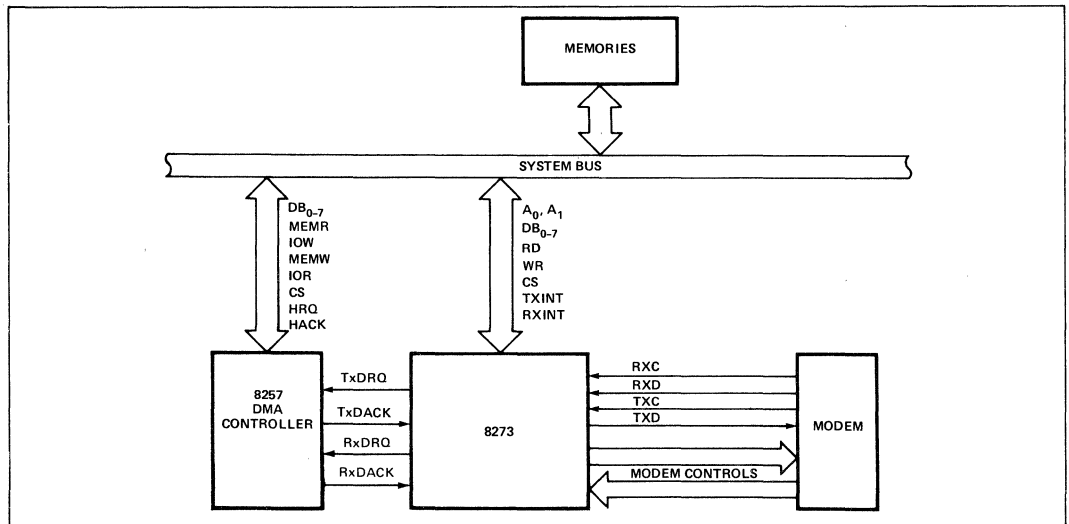 MEMORIES
SYSTEM BUS
DB0-7
MEMR
IOW
MEMW
IOR
CS
HRQ
HACK
A0, A1
DB0-7
RD
WR
CS
TXINT
RXINT
8257
DMA
CONTROLLER
TxDRQ
TxDACK
RxDRQ
RxDACK
8273
RXC
RXD
TXC
TXD
MODEM CONTROLS
MODEM